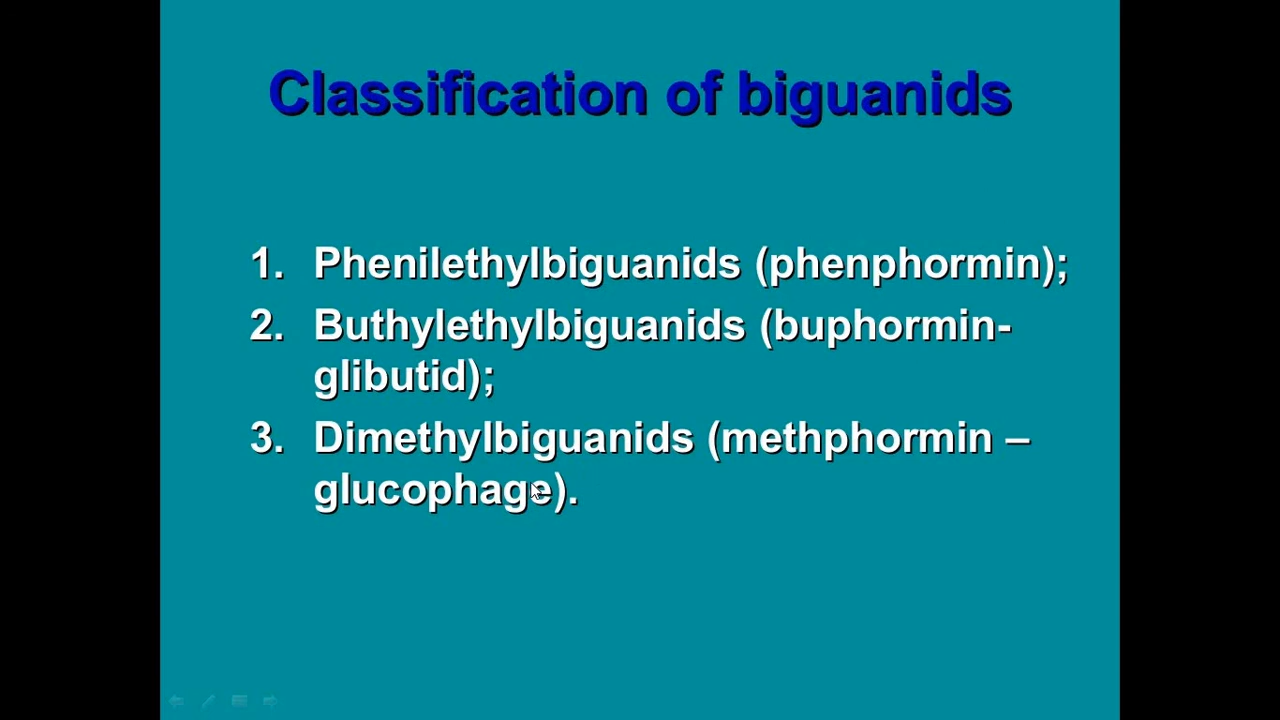 Classification of biguanids
1. Phenilethylbiguanids (phenphormin);
2. Buthylethylbiguanids (buphormin-
glibutid);
3. Dimethylbiguanids (methphormin –
glucophage).